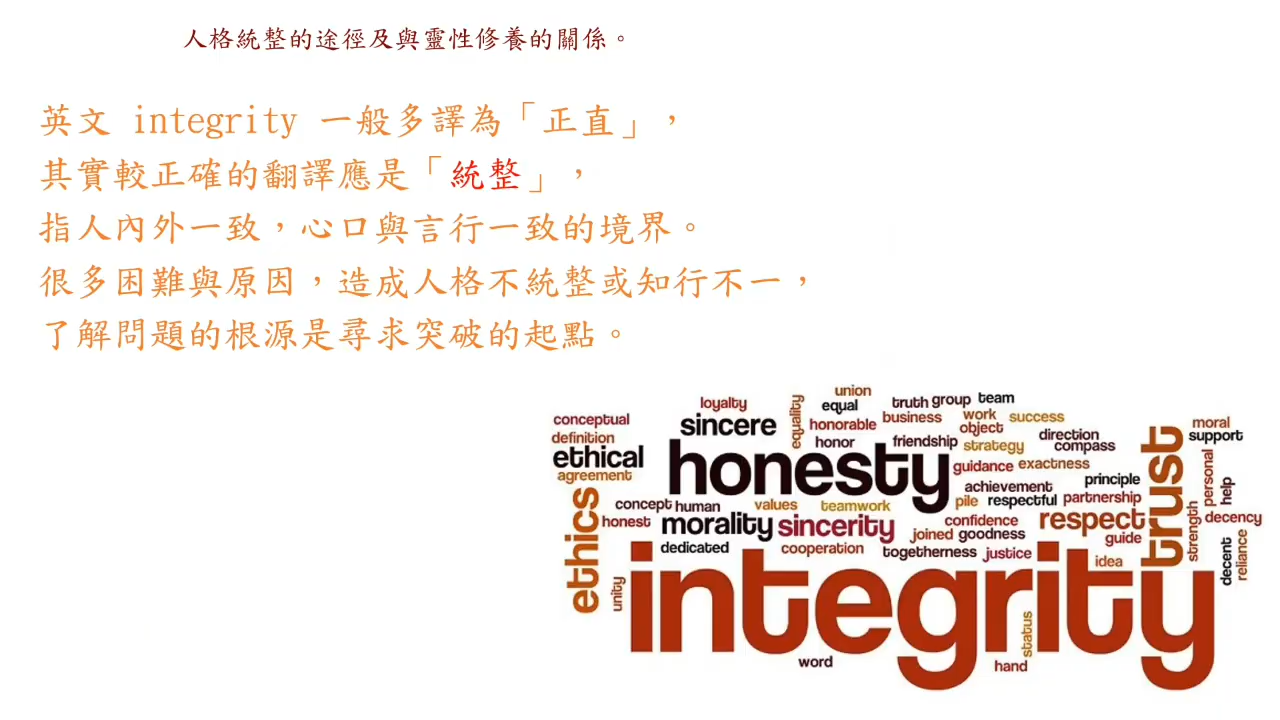 人格統整的途徑及與靈性修養的關係。
英文 integrity 一般多譯為「正直」，
其實較正確的翻譯應是「統整」，
指人內外一致，心口與言行一致的境界。
很多困難與原因，造成人格不統整或知行不一，
了解問題的根源是尋求突破的起點。
union
loyalty
equality
equal
truth
group
team
conceptual
sincere
honorable
business
work
success
object
moral
definition
honor
friendship
strategy
direction
compass
support
ethical
honesty
guidance
exactness
trust
personal
agreement
achievement
principle
help
ethics
concept
human
values
teamwork
pile
respectful
partnership
honest
morality
sincerity
confidence
respect
strength
decency
joined
goodness
guide
dedicated
cooperation
togetherness
justice
idea
decent
reliance
unity
integrity
status
word
hand